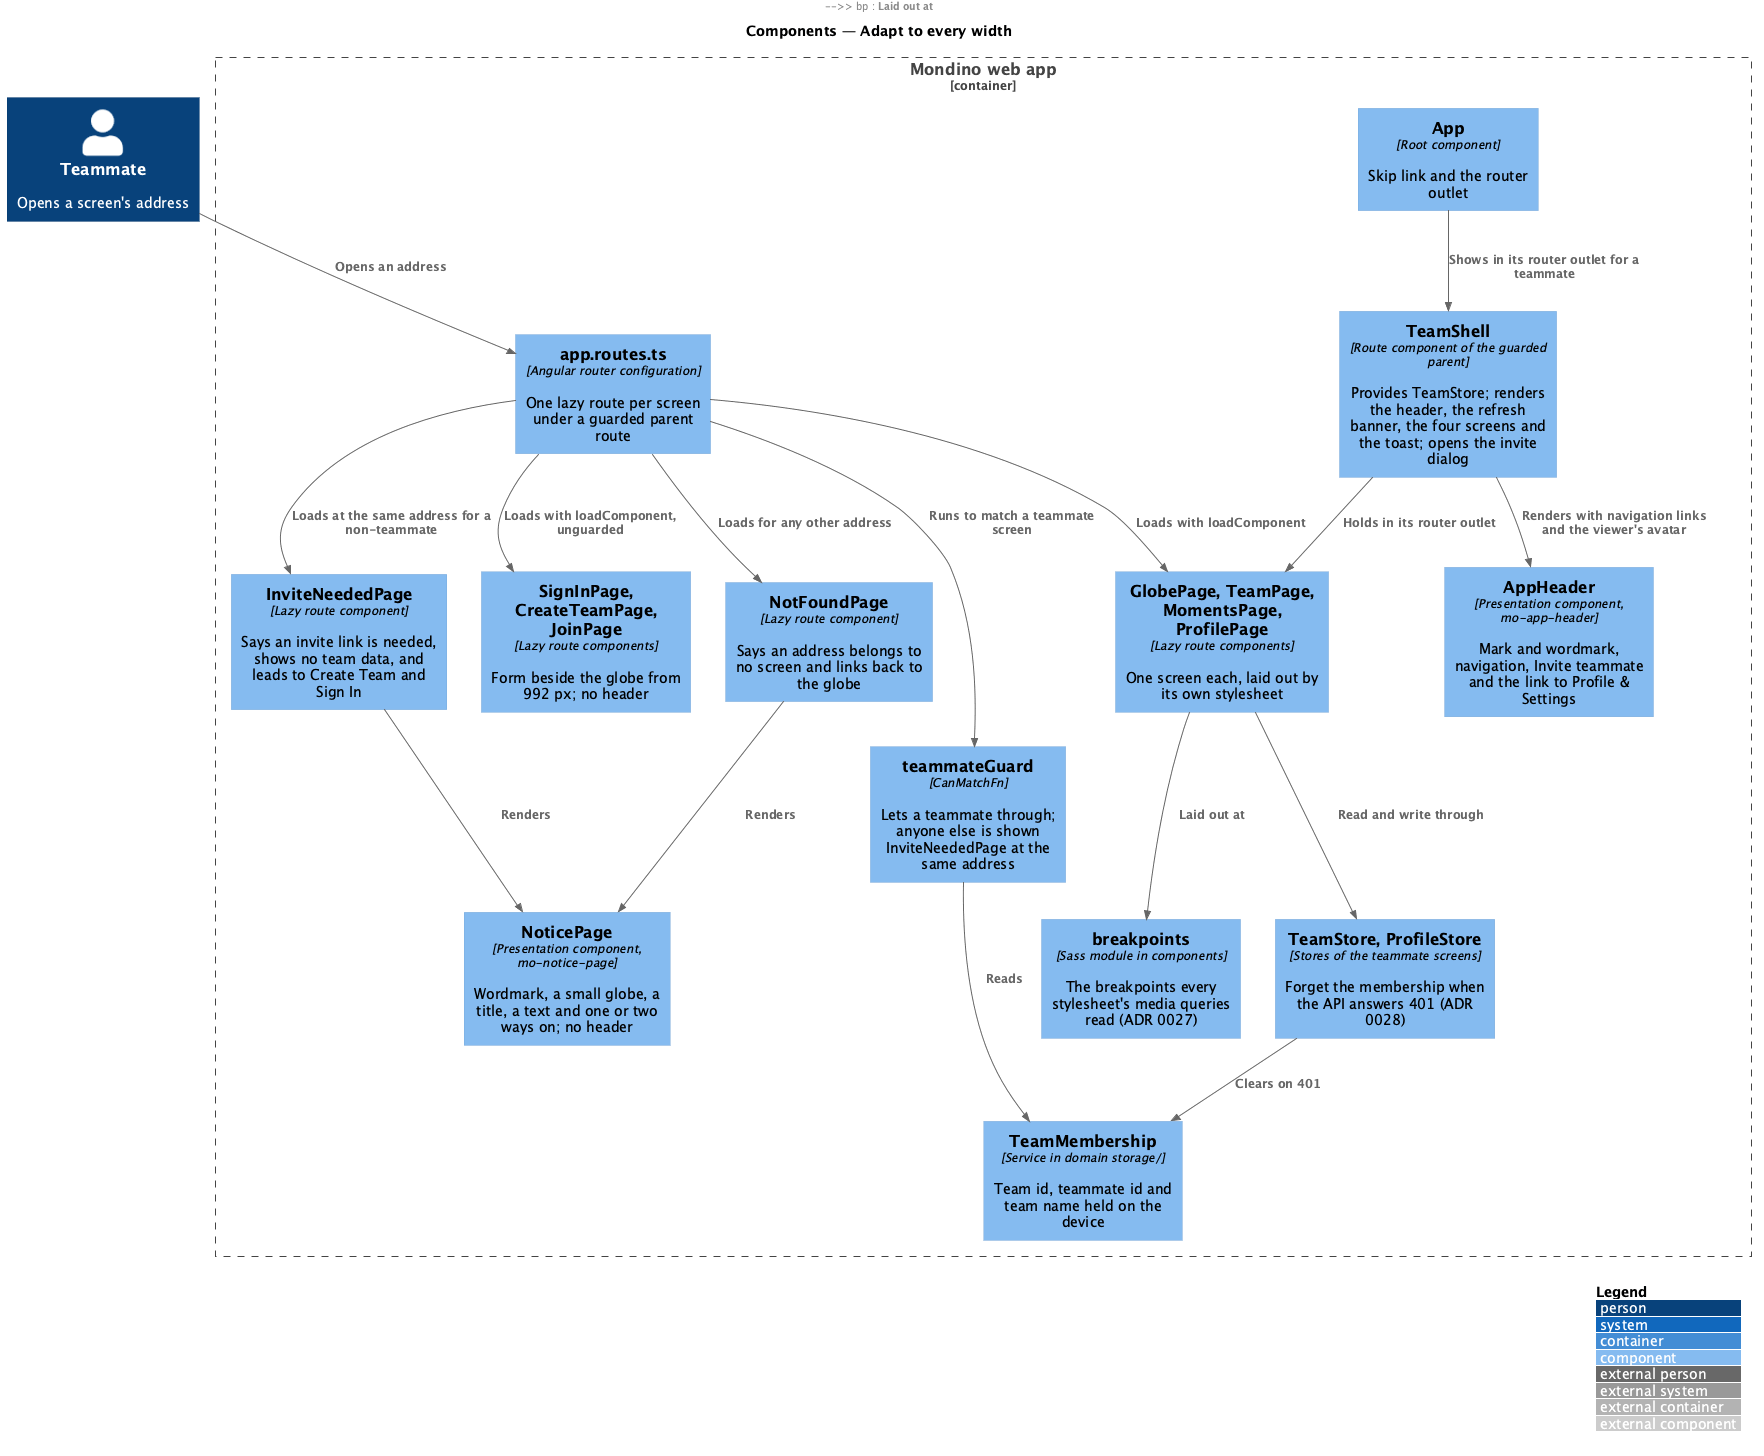 -->> bp : Laid out at
Components — Adapt to every width
Mondino web app
[container]
Teammate
Opens a screen's address
App
[Root component]
Skip link and the router
outlet
Opens an address
Shows in its router outlet for a
teammate
app.routes.ts
[Angular router configuration]
One lazy route per screen
under a guarded parent
route
TeamShell
[Route component of the guarded
parent]
Provides TeamStore; renders
the header, the refresh
banner, the four screens and
the toast; opens the invite
dialog
Loads at the same address for a
non-teammate
Loads with loadComponent,
unguarded
Loads for any other address
Runs to match a teammate
screen
Loads with loadComponent
Holds in its router outlet
Renders with navigation links
and the viewer's avatar
InviteNeededPage
[Lazy route component]
Says an invite link is needed,
shows no team data, and
leads to Create Team and
Sign In
SignInPage,
CreateTeamPage,
JoinPage
[Lazy route components]
Form beside the globe from
992 px; no header
NotFoundPage
[Lazy route component]
Says an address belongs to
no screen and links back to
the globe
GlobePage, TeamPage,
MomentsPage,
ProfilePage
[Lazy route components]
One screen each, laid out by
its own stylesheet
AppHeader
[Presentation component,
mo-app-header]
Mark and wordmark,
navigation, Invite teammate
and the link to Profile &
Settings
teammateGuard
[CanMatchFn]
Lets a teammate through;
anyone else is shown
InviteNeededPage at the
same address
Renders
Renders
Laid out at
Read and write through
NoticePage
[Presentation component,
mo-notice-page]
Wordmark, a small globe, a
title, a text and one or two
ways on; no header
Reads
breakpoints
[Sass module in components]
The breakpoints every
stylesheet's media queries
read (ADR 0027)
TeamStore, ProfileStore
[Stores of the teammate screens]
Forget the membership when
the API answers 401 (ADR
0028)
Clears on 401
TeamMembership
[Service in domain storage/]
Team id, teammate id and
team name held on the
device
Legend
person
system
container
component
external person
external system
external container
external component